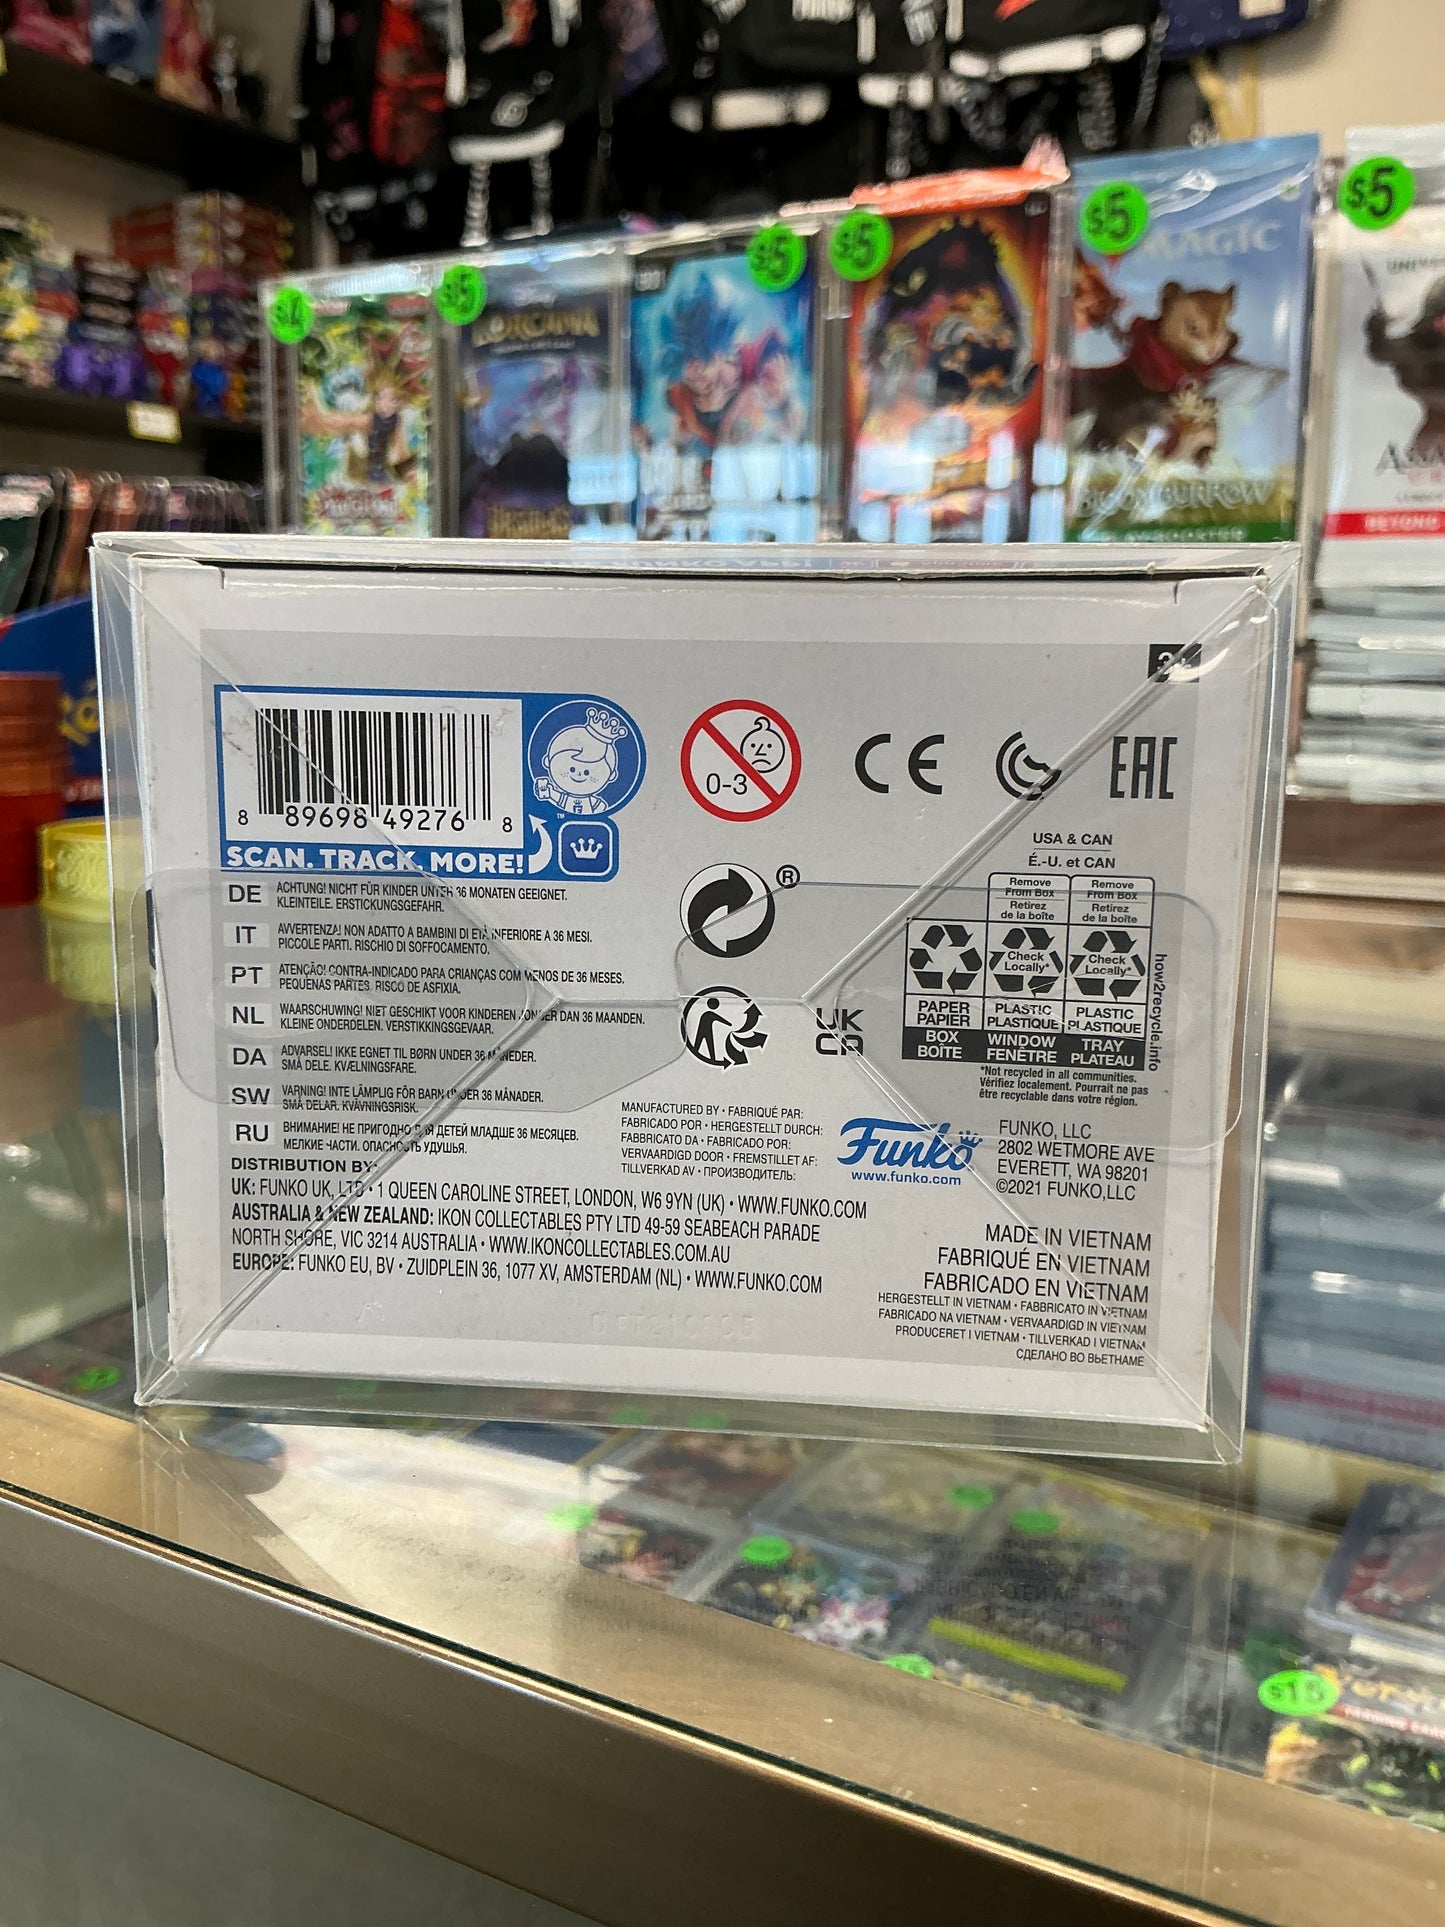 $5
$5
$5
$5
$5
MAGIC
LORCANA
BLOOMBURROW
BEYOND
3+
8 89698 49276 8
SCAN. TRACK. MORE!
™
0-3
CE
EAC
®
UK
CA
DE ACHTUNG! NICHT FÜR KINDER UNTER 36 MONATEN GEEIGNET.
KLEINTEILE. ERSTICKUNGSGEFAHR.
IT AVVERTENZA! NON ADATTO A BAMBINI DI ETÀ INFERIORE A 36 MESI.
PICCOLE PARTI. RISCHIO DI SOFFOCAMENTO.
PT ATENÇÃO! CONTRA-INDICADO PARA CRIANÇAS COM MENOS DE 36 MESES.
PEQUENAS PARTES. RISCO DE ASFIXIA.
NL WAARSCHUWING! NIET GESCHIKT VOOR KINDEREN JONGER DAN 36 MAANDEN.
KLEINE ONDERDELEN. VERSTIKKINGSGEVAAR.
DA ADVARSEL! IKKE EGNET TIL BØRN UNDER 36 MÅNEDER.
SMÅ DELE. KVÆLNINGSFARE.
SW VARNING! INTE LÄMPLIG FÖR BARN UNDER 36 MÅNADER.
SMÅ DELAR. KVÄVNINGSRISK.
RU ВНИМАНИЕ! НЕ ПРИГОДНО ДЛЯ ДЕТЕЙ МЛАДШЕ 36 МЕСЯЦЕВ.
МЕЛКИЕ ЧАСТИ. ОПАСНОСТЬ УДУШЬЯ.
USA & CAN
É.-U. et CAN
Remove From Box
Retirez de la boîte
Remove From Box
Retirez de la boîte
Check Locally*
Check Locally*
PAPER
PAPIER
PLASTIC
PLASTIQUE
PLASTIC
PLASTIQUE
BOX
BOÎTE
WINDOW
FENÊTRE
TRAY
PLATEAU
how2recycle.info
*Not recycled in all communities.
Vérifiez localement. Pourrait ne pas
être recyclable dans votre région.
MANUFACTURED BY • FABRIQUÉ PAR:
FABRICADO POR • HERGESTELLT DURCH:
FABBRICATO DA • FABRICADO POR:
VERVAARDIGD DOOR • FREMSTILLET AF:
TILLVERKAD AV • ПРОИЗВОДИТЕЛЬ:
Funko
www.funko.com
FUNKO, LLC
2802 WETMORE AVE
EVERETT, WA 98201
©2021 FUNKO,LLC
DISTRIBUTION BY:
UK: FUNKO UK, LTD • 1 QUEEN CAROLINE STREET, LONDON, W6 9YN (UK) • WWW.FUNKO.COM
AUSTRALIA & NEW ZEALAND: IKON COLLECTABLES PTY LTD 49-59 SEABEACH PARADE
NORTH SHORE, VIC 3214 AUSTRALIA • WWW.IKONCOLLECTABLES.COM.AU
EUROPE: FUNKO EU, BV • ZUIDPLEIN 36, 1077 XV, AMSTERDAM (NL) • WWW.FUNKO.COM
MADE IN VIETNAM
FABRIQUÉ EN VIETNAM
FABRICADO EN VIETNAM
HERGESTELLT IN VIETNAM • FABBRICATO IN VIETNAM
FABRICADO NA VIETNAM • VERVAARDIGD IN VIETNAM
PRODUCERET I VIETNAM • TILLVERKAD I VIETNAM
СДЕЛАНО ВО ВЬЕТНАМЕ
$15